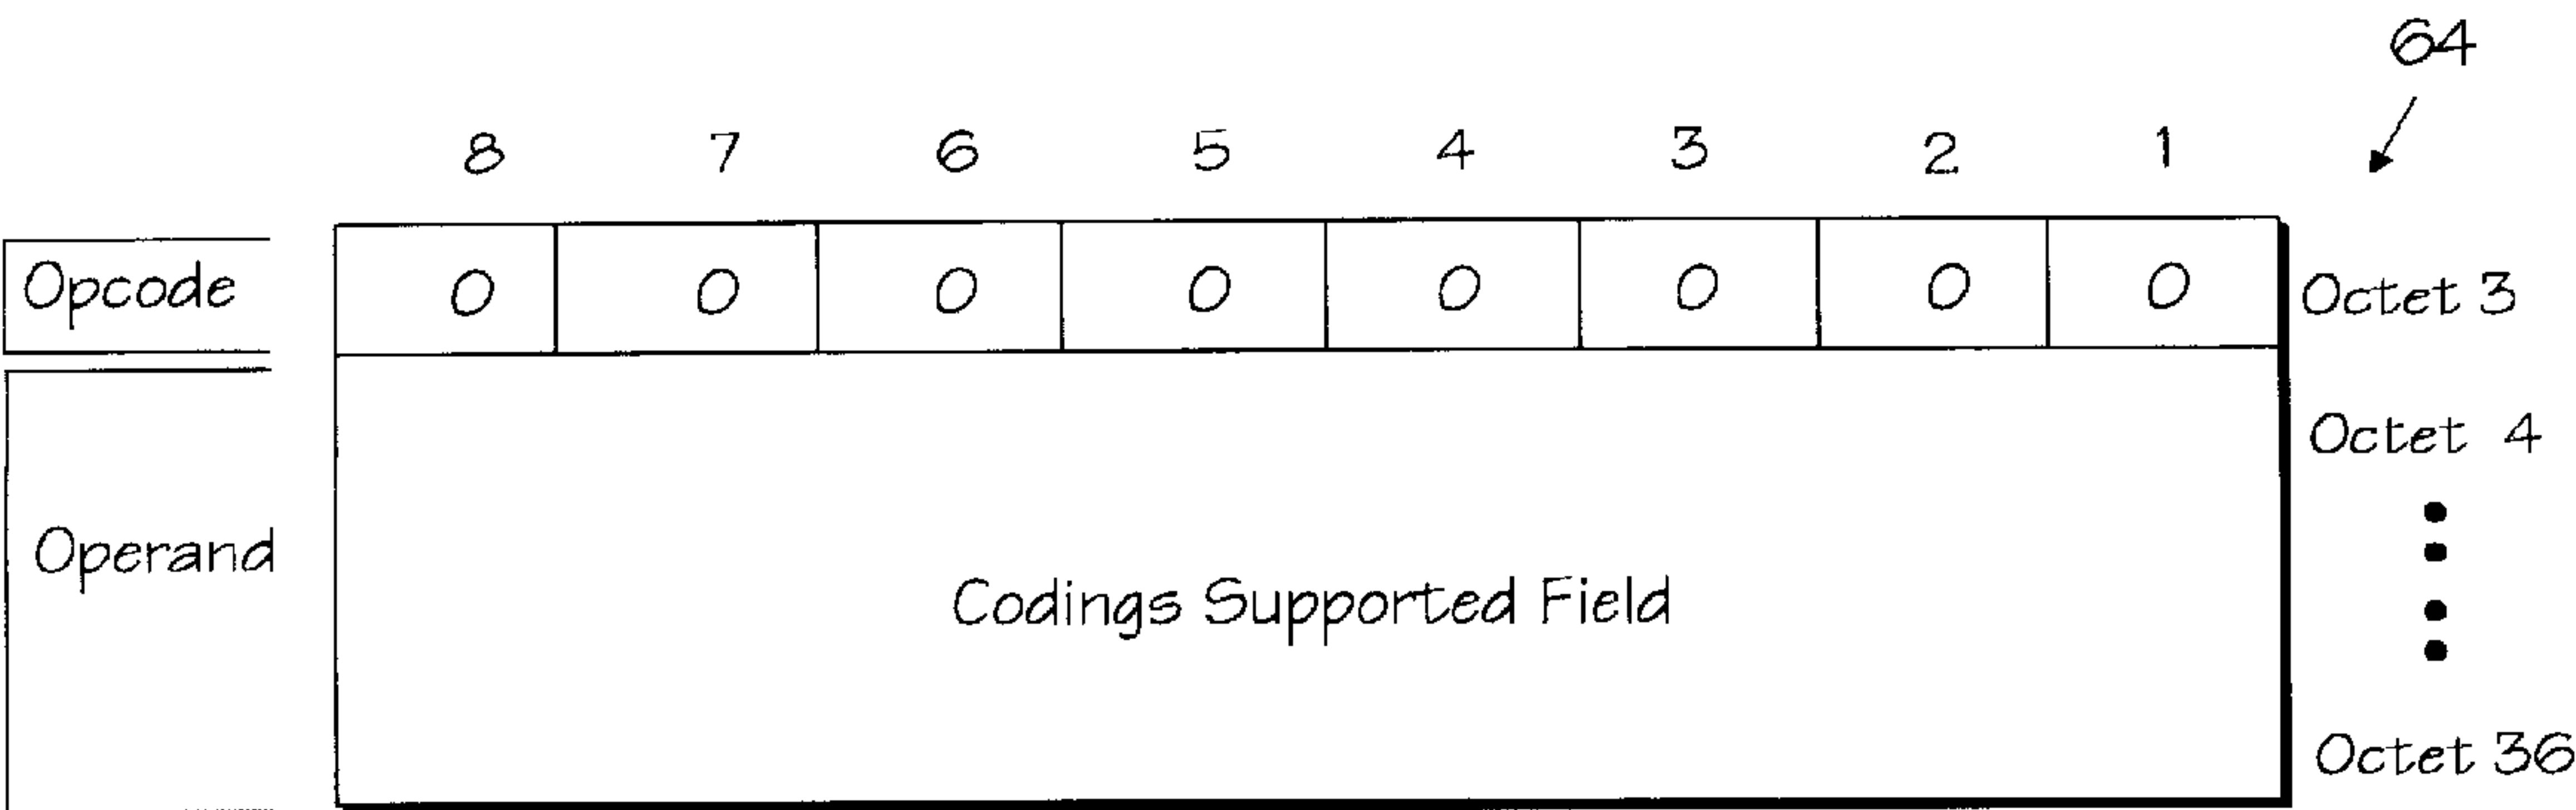 64
8 7 6 5 4 3 2 1
Opcode 0 0 0 0 0 0 0 0 Octet 3
Octet 4
Operand
Codings Supported Field
Octet 36